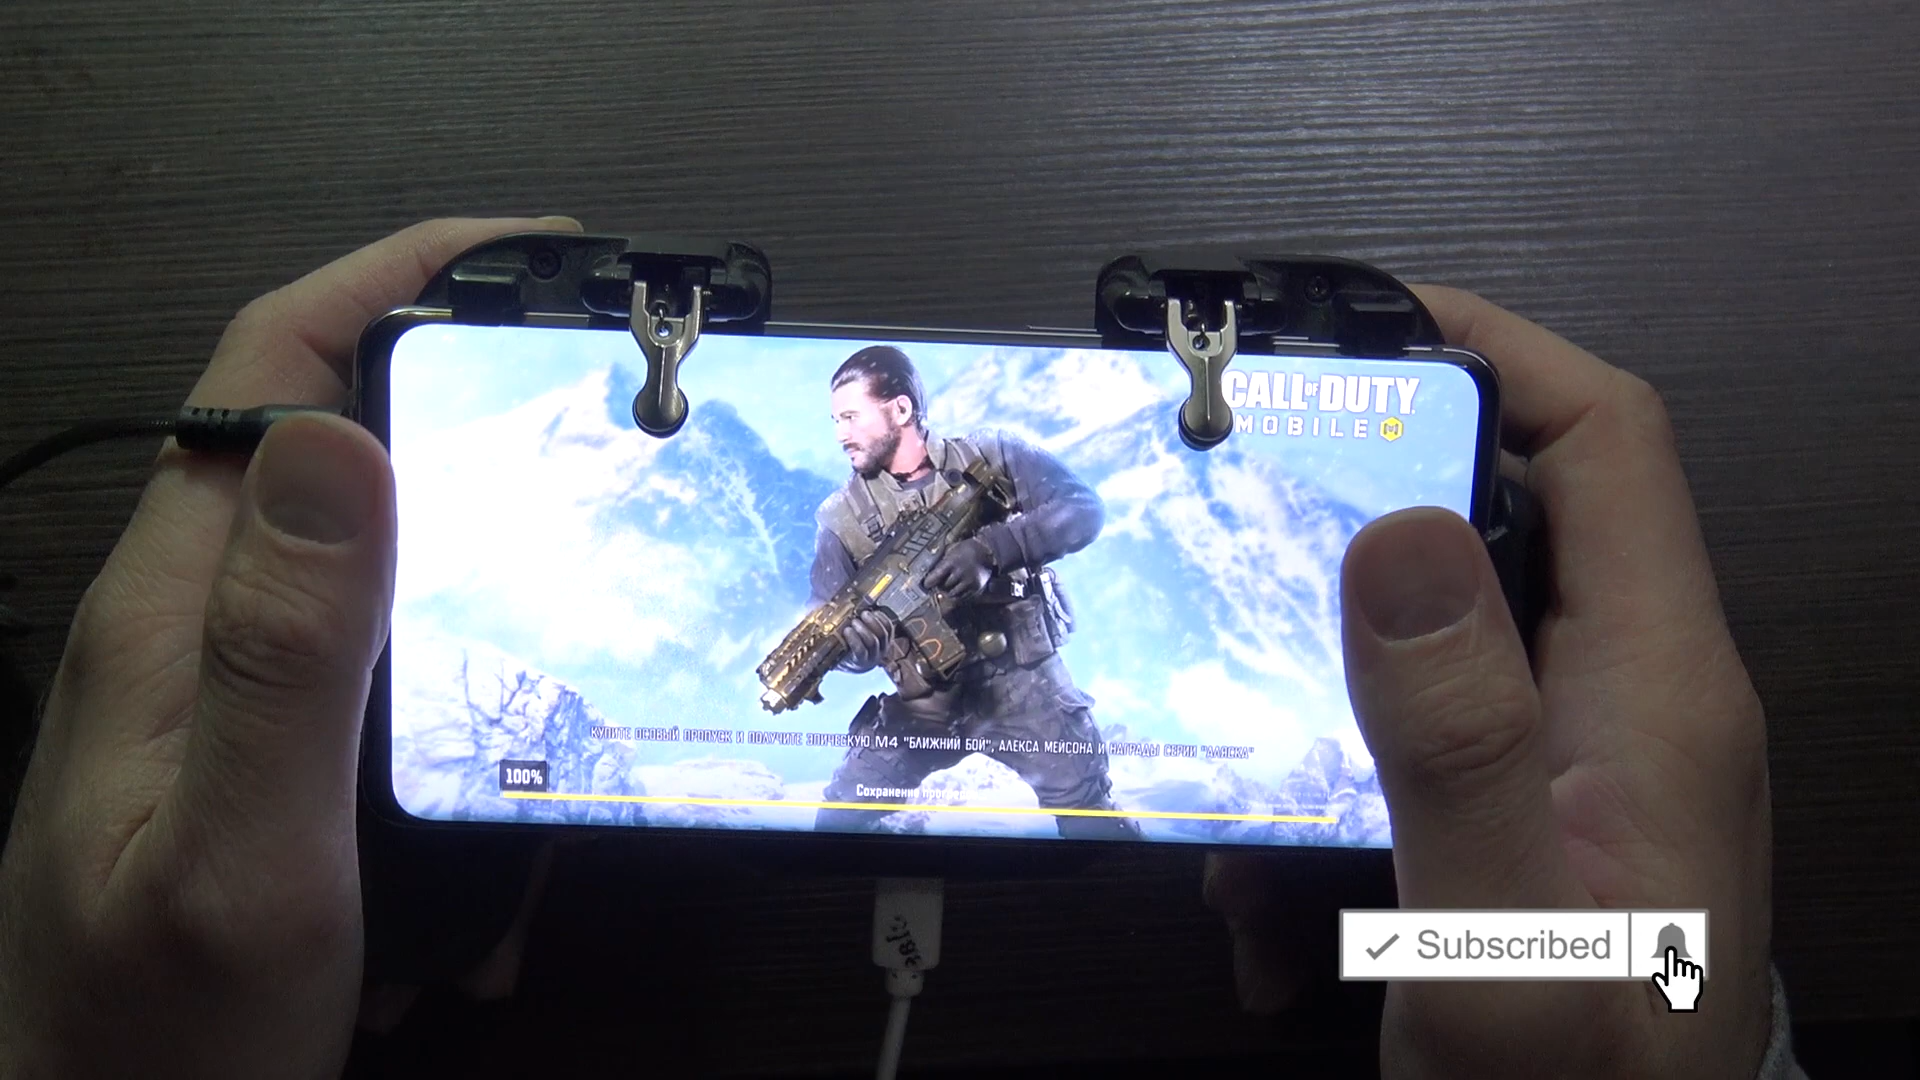 CALL OF DUTY
MOBILE
КУПИТЕ ОСОБЫЙ ПРОПУСК И ПОЛУЧИТЕ ЭПИЧЕСКУЮ M4 "БЛИЖНИЙ БОЙ", АЛЕКСА МЕЙСОНА И НАГРАДЫ СЕРИИ "АЛЯСКА"
100%
Сохранение
Subscribed